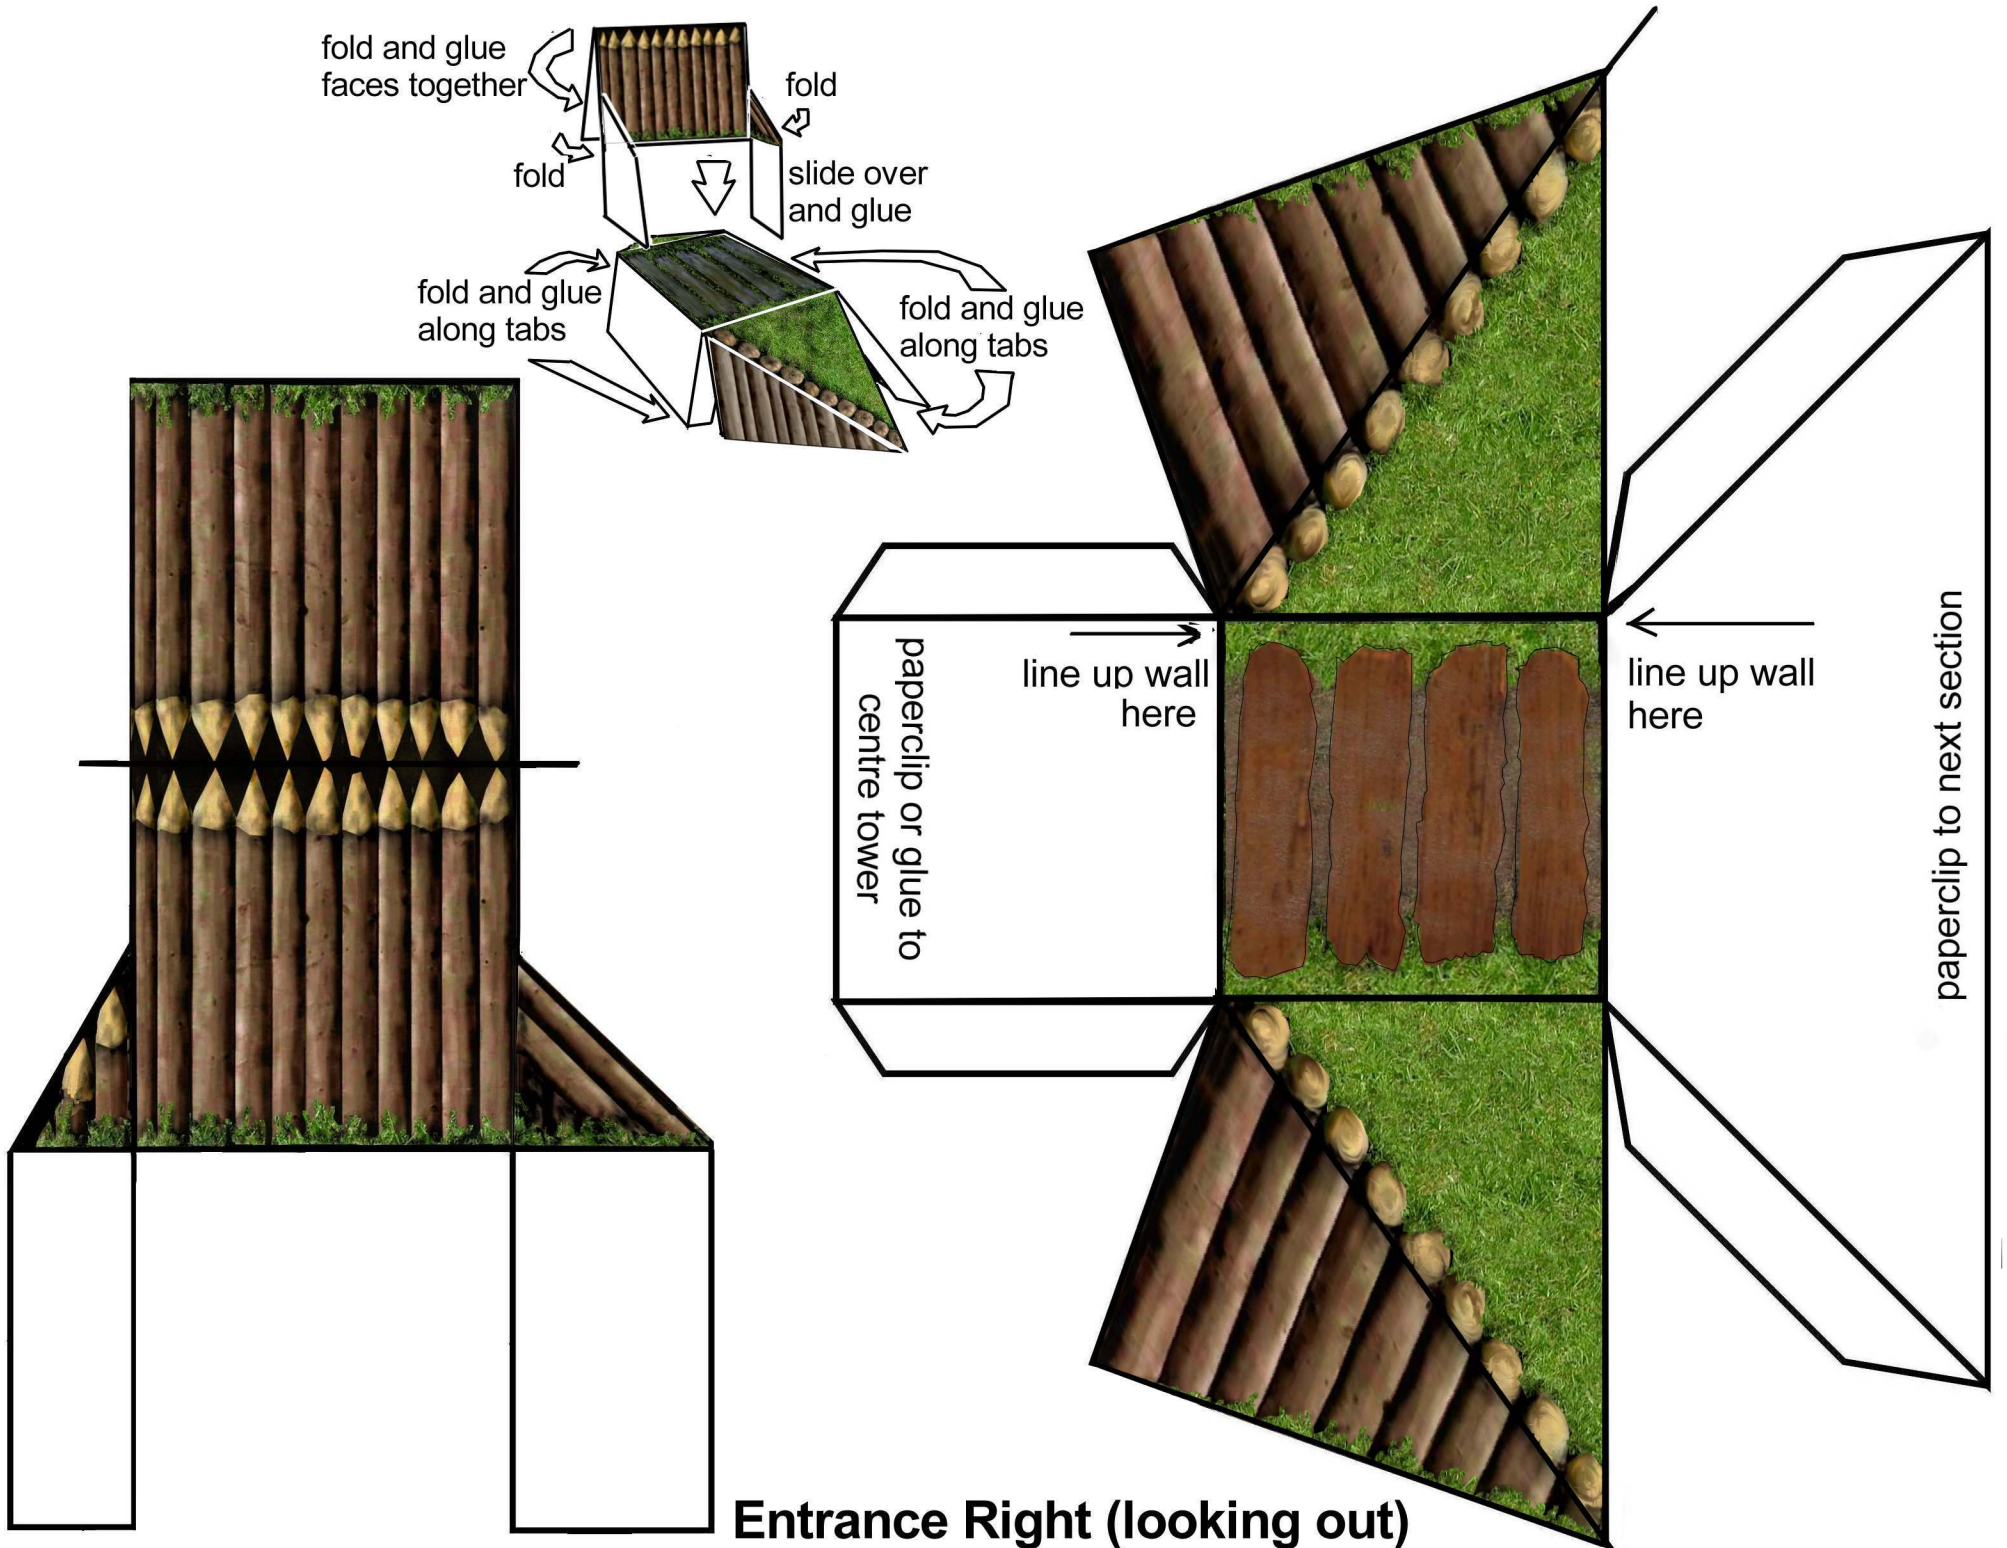 fold and glue
faces together
fold
fold
slide over
and glue
fold and glue
along tabs
fold and glue
along tabs
line up wall
here
line up wall
here
paperclip or glue to
centre tower
paperclip to next section
Entrance Right (looking out)